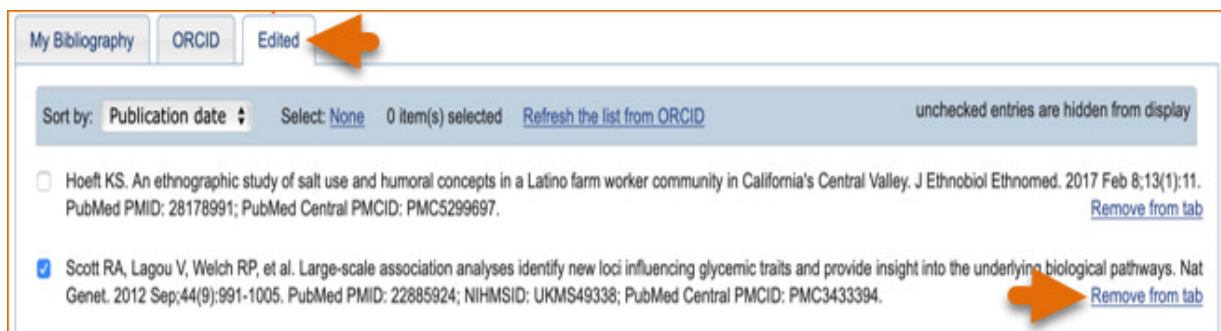 My Bibliography ORCID Edited
Sort by: Publication date Select: None 0 item(s) selected Refresh the list from ORCID unchecked entries are hidden from display
Hoeft KS. An ethnographic study of salt use and humoral concepts in a Latino farm worker community in California's Central Valley. J Ethnobiol Ethnomed. 2017 Feb 8;13(1):11.
PubMed PMID: 28178991; PubMed Central PMCID: PMC5299697. Remove from tab
Scott RA, Lagou V, Welch RP, et al. Large-scale association analyses identify new loci influencing glycemic traits and provide insight into the underlying biological pathways. Nat
Genet. 2012 Sep;44(9):991-1005. PubMed PMID: 22885924; NIHMSID: UKMS49338; PubMed Central PMCID: PMC3433394. Remove from tab